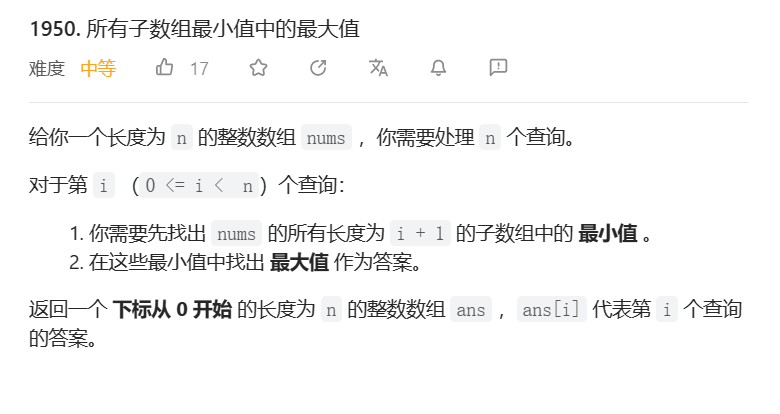 1950. 所有子数组最小值中的最大值
难度 中等 17
给你一个长度为 n 的整数数组 nums ，你需要处理 n 个查询。
对于第 i （0 <= i < n）个查询：
1. 你需要先找出 nums 的所有长度为 i + 1 的子数组中的 最小值 。
2. 在这些最小值中找出 最大值 作为答案。
返回一个 下标从 0 开始 的长度为 n 的整数数组 ans ，ans[i] 代表第 i 个查询
的答案。